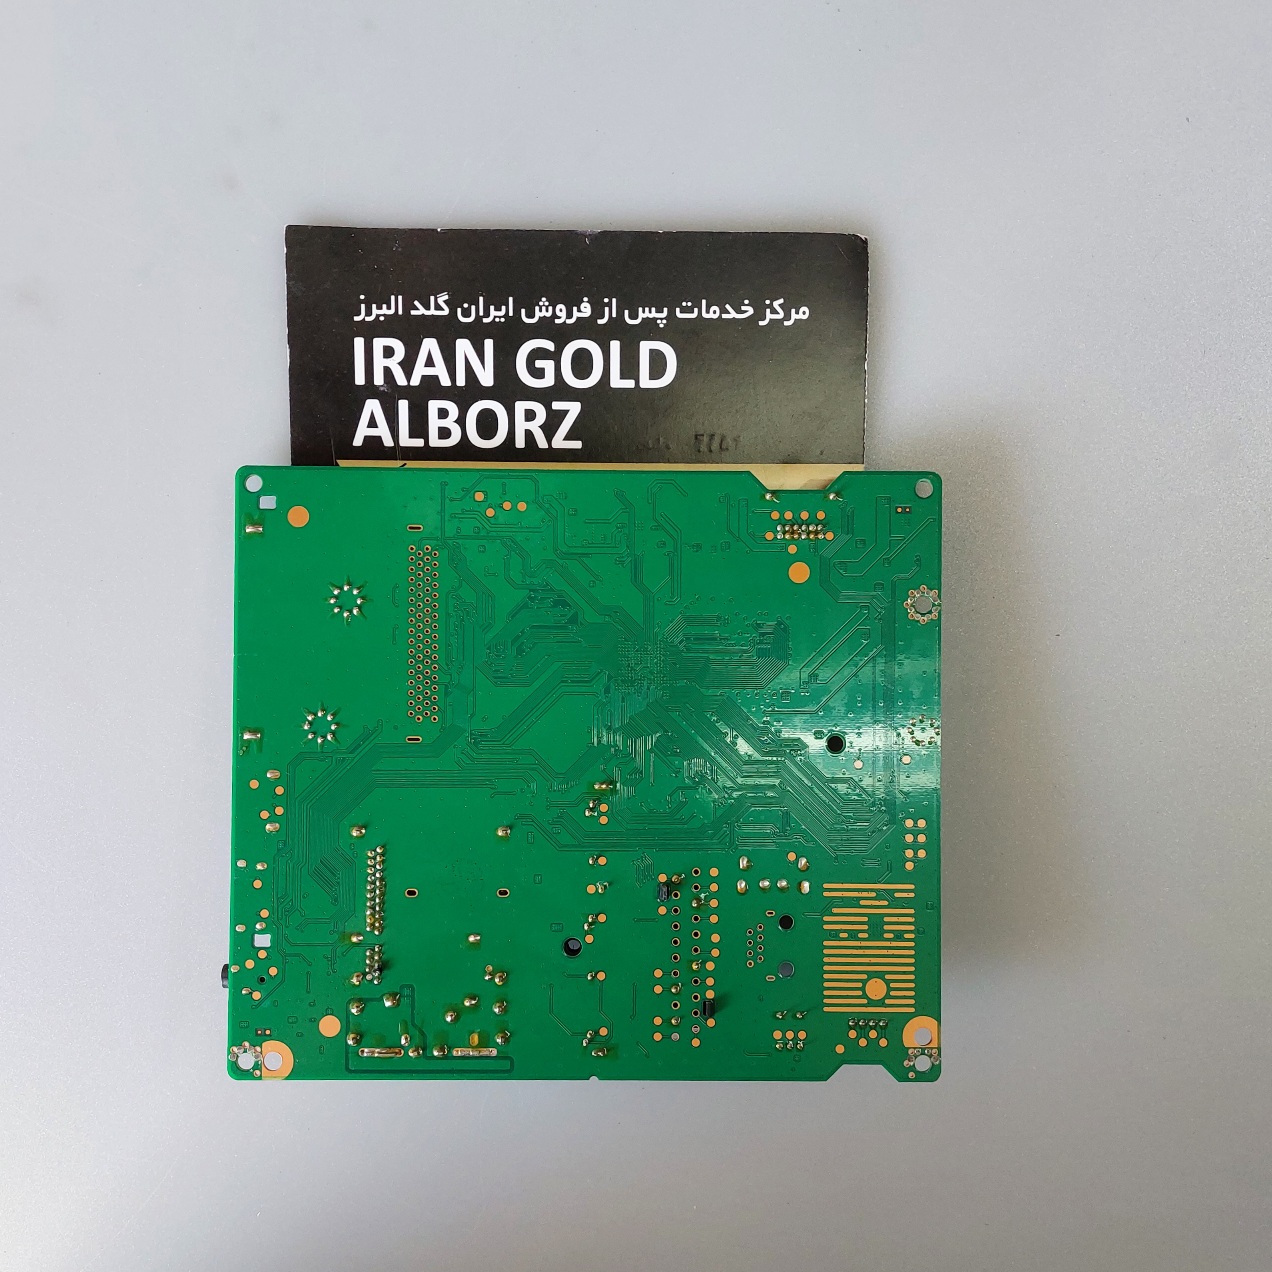 مرکز خدمات پس از فروش ایران گلد البرز
IRAN GOLD
ALBORZ